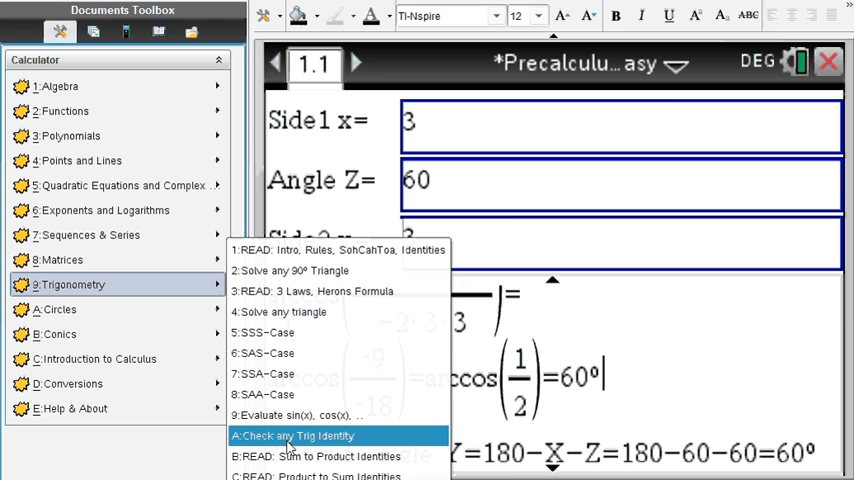 Documents Toolbox
TI-Nspire
12
B I U A A ABC
Calculator
1:Algebra
2:Functions
3:Polynomials
4:Points and Lines
5:Quadratic Equations and Complex ...
6:Exponents and Logarithms
7:Sequences & Series
8:Matrices
9:Trigonometry
A:Circles
B:Conics
C:Introduction to Calculus
D:Conversions
E:Help & About
1:READ: Intro, Rules, SohCahToa, Identities
2:Solve any 90º Triangle
3:READ: 3 Laws, Herons Formula
4:Solve any triangle
5:SSS-Case
6:SAS-Case
7:SSA-Case
8:SAA-Case
9:Evaluate sin(x), cos(x), ..
A:Check any Trig Identity
B:READ: Sum to Product Identities
C:READ: Product to Sum Identities
1.1
*Precalculu...asy
DEG
Side1 x= 3
Angle Z= 60
3
-2·3·3)=
arccos(-9/-18)=arccos(1/2)=60º
Y=180-X-Z=180-60-60=60º